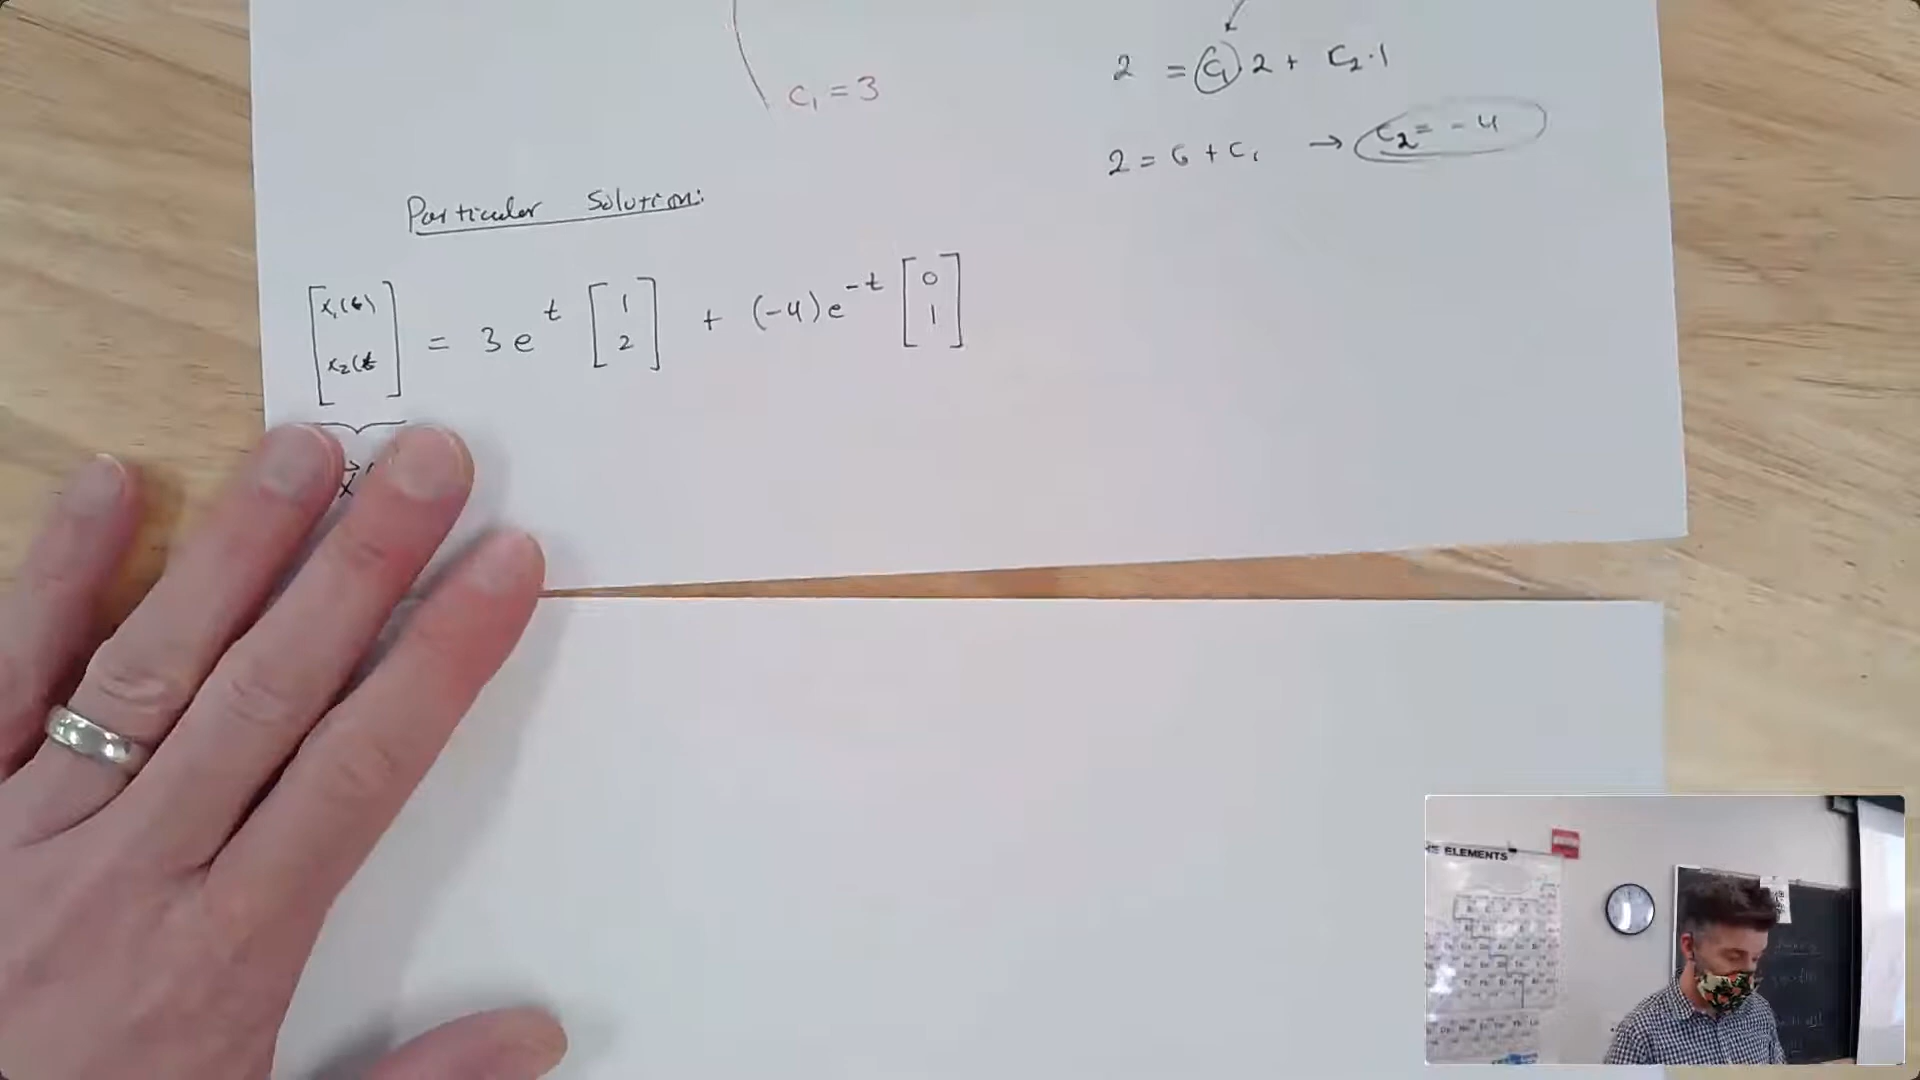 2 = C₁ 2 + C₂ · 1
C₁ = 3
2 = 6 + C₁ → C₂ = -4
Particular Solution:
[x₁(t) x₂(t] = 3e^t [1 2] + (-4)e^-t [0 1]
x
ELEMENTS